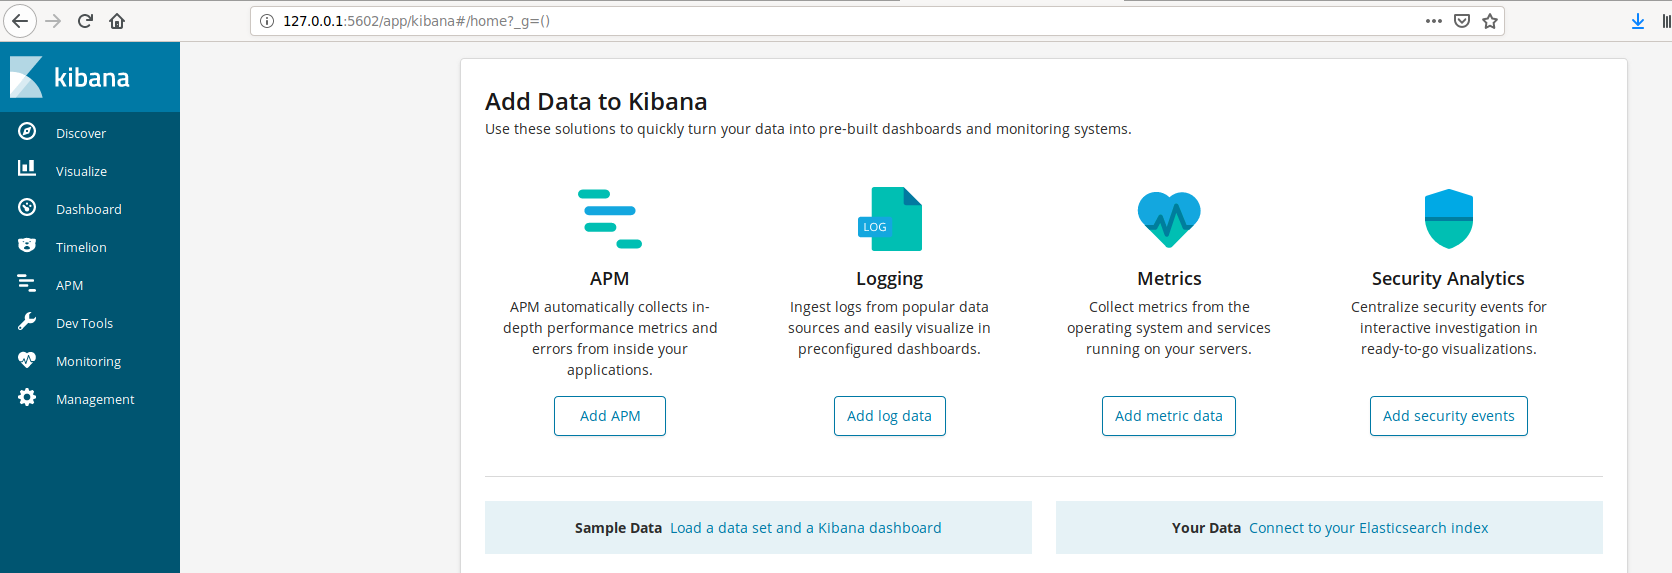 127.0.0.1:5602/app/kibana#/home?_g=()
kibana
Discover
Visualize
Dashboard
Timelion
APM
Dev Tools
Monitoring
Management
Add Data to Kibana
Use these solutions to quickly turn your data into pre-built dashboards and monitoring systems.
APM
APM automatically collects in-
depth performance metrics and
errors from inside your
applications.
Add APM
LOG
Logging
Ingest logs from popular data
sources and easily visualize in
preconfigured dashboards.
Add log data
Metrics
Collect metrics from the
operating system and services
running on your servers.
Add metric data
Security Analytics
Centralize security events for
interactive investigation in
ready-to-go visualizations.
Add security events
Sample Data Load a data set and a Kibana dashboard
Your Data Connect to your Elasticsearch index